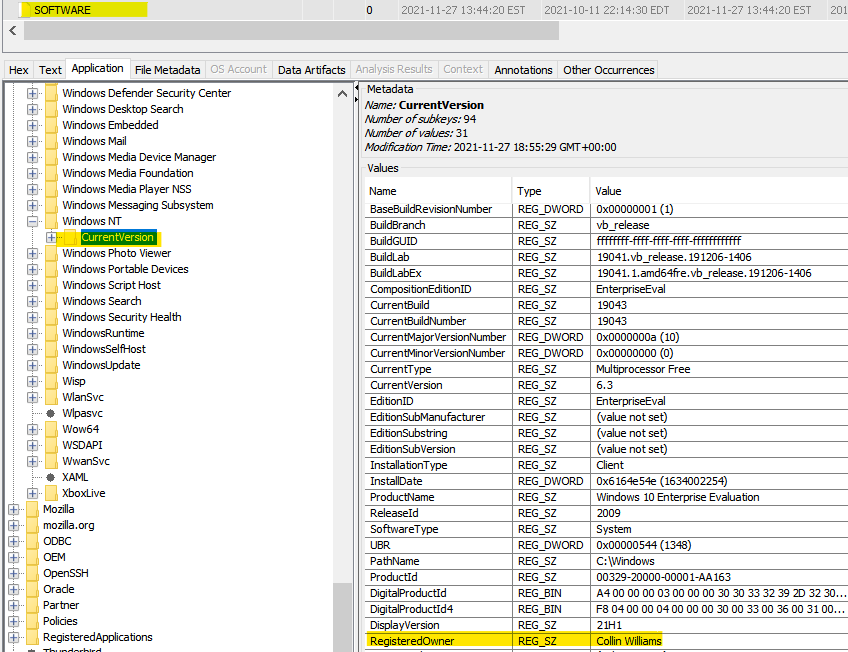 SOFTWARE 0 2021-11-27 13:44:20 EST 2021-10-11 22:14:30 EDT 2021-11-27 13:44:20 EST 201
Hex Text Application File Metadata OS Account Data Artifacts Analysis Results Context Annotations Other Occurrences
Windows Defender Security Center
Windows Desktop Search
Windows Embedded
Windows Mail
Windows Media Device Manager
Windows Media Foundation
Windows Media Player NSS
Windows Messaging Subsystem
Windows NT
CurrentVersion
Windows Photo Viewer
Windows Portable Devices
Windows Script Host
Windows Search
Windows Security Health
WindowsRuntime
WindowsSelfHost
WindowsUpdate
Wisp
WlanSvc
Wlpasvc
Wow64
WSDAPI
WwanSvc
XAML
XboxLive
Mozilla
mozilla.org
ODBC
OEM
OpenSSH
Oracle
Partner
Policies
RegisteredApplications
Thunderbird
Metadata
Name: CurrentVersion
Number of subkeys: 94
Number of values: 31
Modification Time: 2021-11-27 18:55:29 GMT+00:00
Values
Name Type Value
BaseBuildRevisionNumber REG_DWORD 0x00000001 (1)
BuildBranch REG_SZ vb_release
BuildGUID REG_SZ ffffffff-ffff-ffff-ffff-ffffffffffff
BuildLab REG_SZ 19041.vb_release.191206-1406
BuildLabEx REG_SZ 19041.1.amd64fre.vb_release.191206-1406
CompositionEditionID REG_SZ EnterpriseEval
CurrentBuild REG_SZ 19043
CurrentBuildNumber REG_SZ 19043
CurrentMajorVersionNumber REG_DWORD 0x0000000a (10)
CurrentMinorVersionNumber REG_DWORD 0x00000000 (0)
CurrentType REG_SZ Multiprocessor Free
CurrentVersion REG_SZ 6.3
EditionID REG_SZ EnterpriseEval
EditionSubManufacturer REG_SZ (value not set)
EditionSubstring REG_SZ (value not set)
EditionSubVersion REG_SZ (value not set)
InstallationType REG_SZ Client
InstallDate REG_DWORD 0x6164e54e (1634002254)
ProductName REG_SZ Windows 10 Enterprise Evaluation
ReleaseId REG_SZ 2009
SoftwareType REG_SZ System
UBR REG_DWORD 0x00000544 (1348)
PathName REG_SZ C:\Windows
ProductId REG_SZ 00329-20000-00001-AA163
DigitalProductId REG_BIN A4 00 00 00 03 00 00 00 30 30 33 32 39 2D 32 30...
DigitalProductId4 REG_BIN F8 04 00 00 04 00 00 00 30 00 33 00 36 00 31 00...
DisplayVersion REG_SZ 21H1
RegisteredOwner REG_SZ Collin Williams